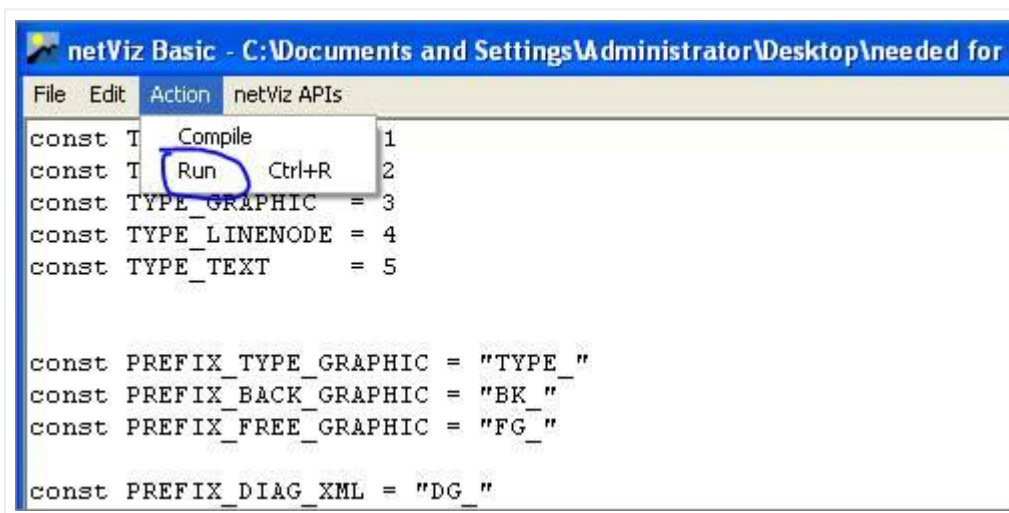 netViz Basic - C:\Documents and Settings\Administrator\Desktop\needed for
File Edit Action netViz APIs
const T 1
Compile
const T 2
Run Ctrl+R
const TYPE_GRAPHIC = 3
const TYPE_LINENODE = 4
const TYPE_TEXT = 5
const PREFIX_TYPE_GRAPHIC = "TYPE_"
const PREFIX_BACK_GRAPHIC = "BK_"
const PREFIX_FREE_GRAPHIC = "FG_"
const PREFIX_DIAG_XML = "DG_"